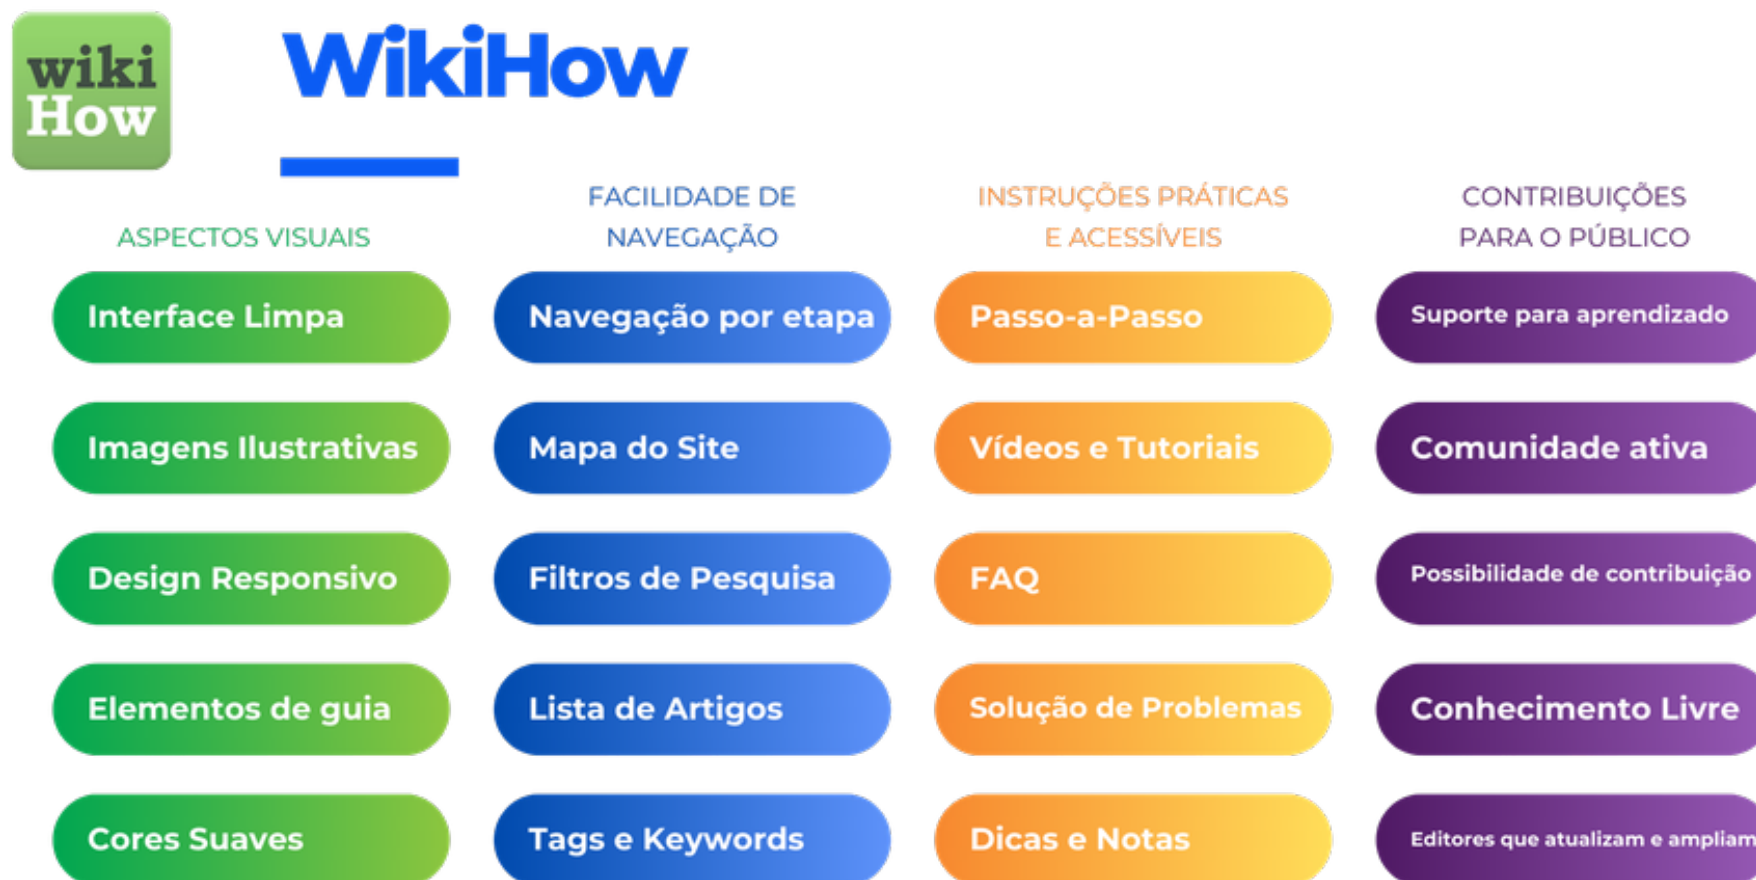 wiki
How
WikiHow
ASPECTOS VISUAIS
Interface Limpa
Imagens Ilustrativas
Design Responsivo
Elementos de guia
Cores Suaves
FACILIDADE DE
NAVEGAÇÃO
Navegação por etapa
Mapa do Site
Filtros de Pesquisa
Lista de Artigos
Tags e Keywords
INSTRUÇÕES PRÁTICAS
E ACESSÍVEIS
Passo-a-Passo
Vídeos e Tutoriais
FAQ
Solução de Problemas
Dicas e Notas
CONTRIBUIÇÕES
PARA O PÚBLICO
Suporte para aprendizado
Comunidade ativa
Possibilidade de contribuição
Conhecimento Livre
Editores que atualizam e ampliam